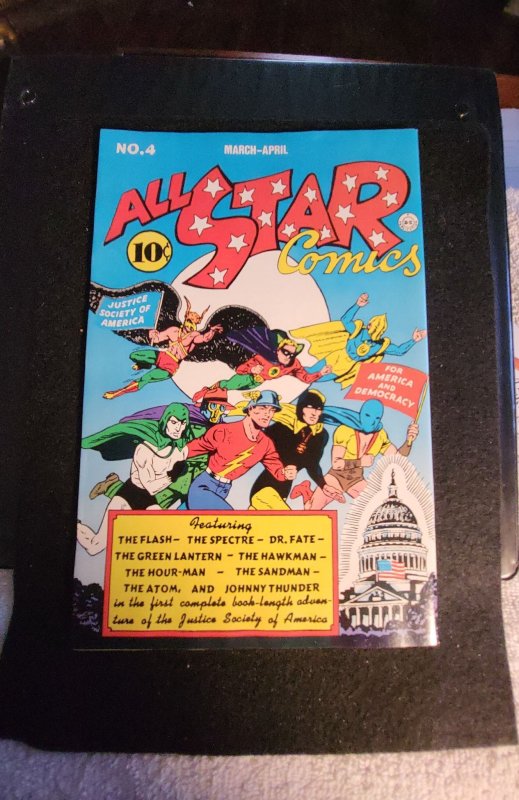 NO.4 MARCH-APRIL
ALL STAR
10¢ Comics
JUSTICE
SOCIETY OF
AMERICA
FOR
AMERICA
AND
DEMOCRACY
Featuring
THE FLASH – THE SPECTRE – DR. FATE –
THE GREEN LANTERN – THE HAWKMAN –
THE HOUR-MAN – THE SANDMAN –
THE ATOM, AND JOHNNY THUNDER
in the first complete book-length adven-
ture of the Justice Society of America